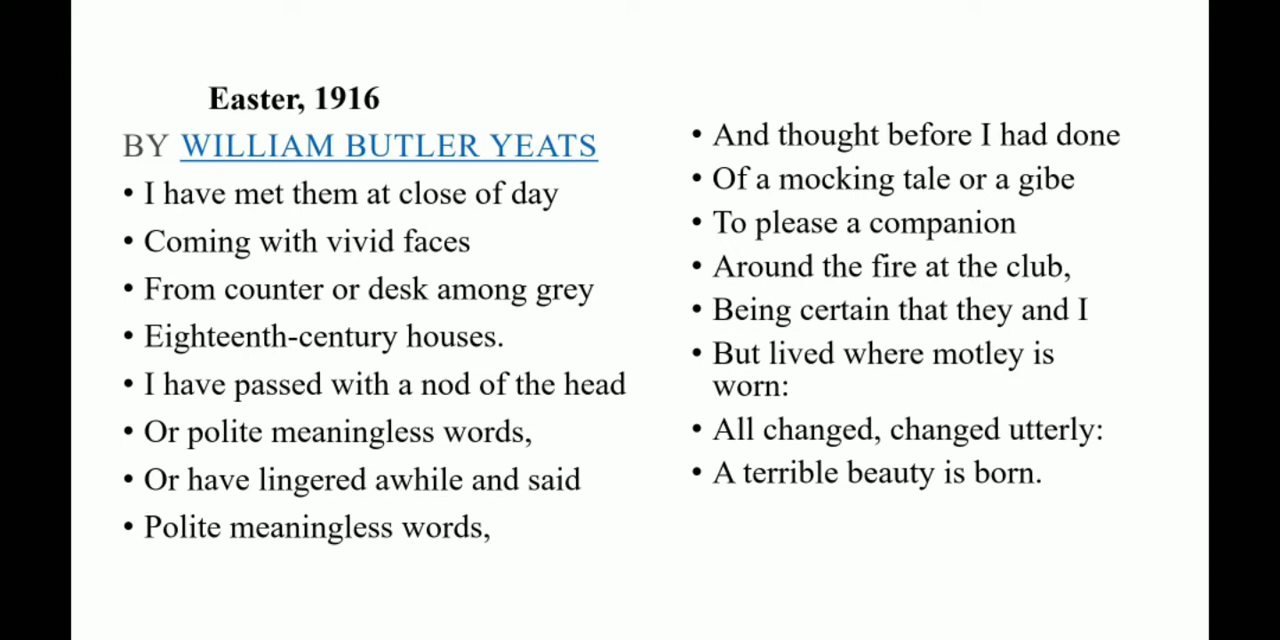 Easter, 1916
BY WILLIAM BUTLER YEATS
• I have met them at close of day
• Coming with vivid faces
• From counter or desk among grey
• Eighteenth-century houses.
• I have passed with a nod of the head
• Or polite meaningless words,
• Or have lingered awhile and said
• Polite meaningless words,
• And thought before I had done
• Of a mocking tale or a gibe
• To please a companion
• Around the fire at the club,
• Being certain that they and I
• But lived where motley is
worn:
• All changed, changed utterly:
• A terrible beauty is born.